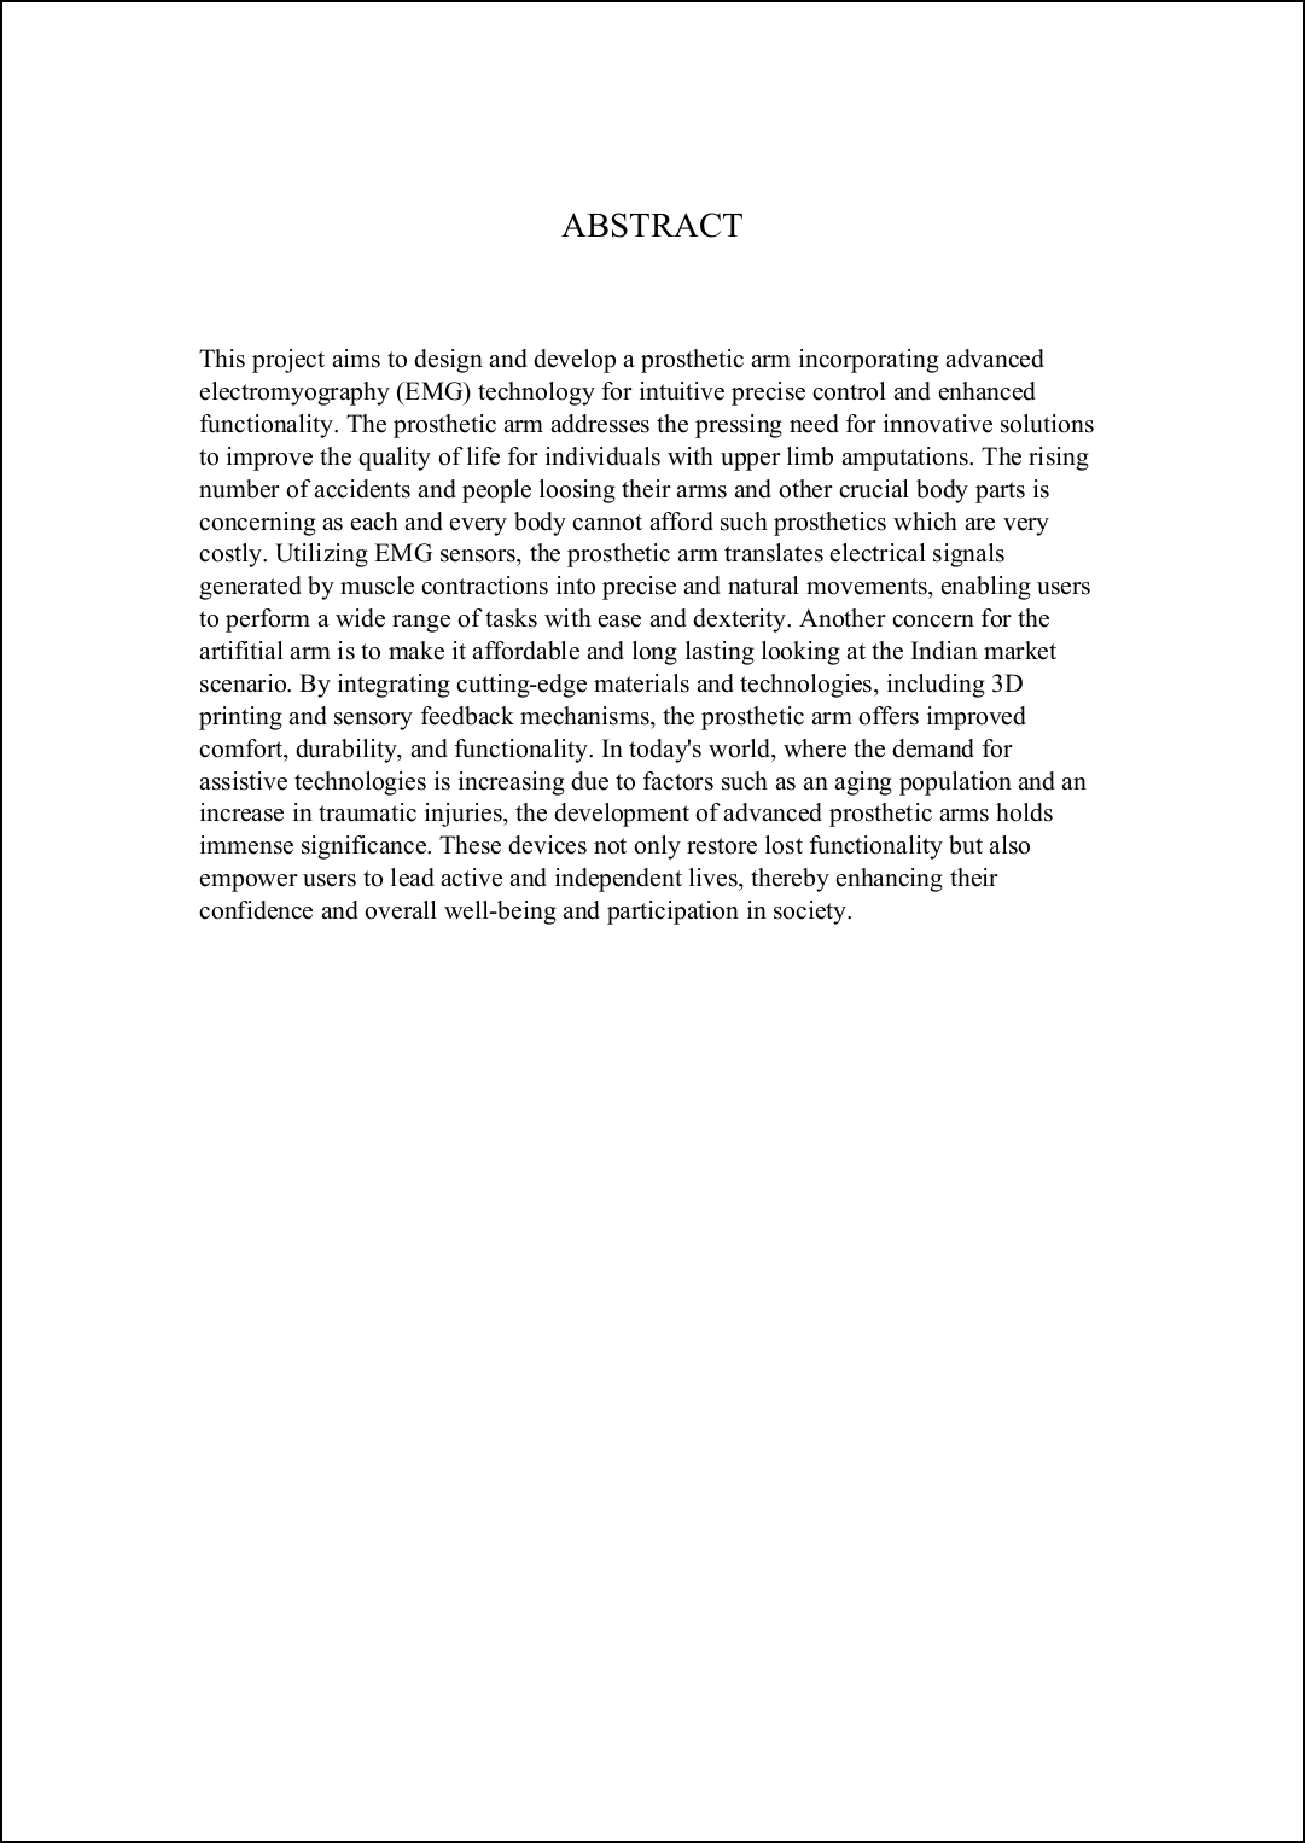 ABSTRACT
This project aims to design and develop a prosthetic arm incorporating advanced
electromyography (EMG) technology for intuitive precise control and enhanced
functionality. The prosthetic arm addresses the pressing need for innovative solutions
to improve the quality of life for individuals with upper limb amputations. The rising
number of accidents and people loosing their arms and other crucial body parts is
concerning as each and every body cannot afford such prosthetics which are very
costly. Utilizing EMG sensors, the prosthetic arm translates electrical signals
generated by muscle contractions into precise and natural movements, enabling users
to perform a wide range of tasks with ease and dexterity. Another concern for the
artifitial arm is to make it affordable and long lasting looking at the Indian market
scenario. By integrating cutting-edge materials and technologies, including 3D
printing and sensory feedback mechanisms, the prosthetic arm offers improved
comfort, durability, and functionality. In today's world, where the demand for
assistive technologies is increasing due to factors such as an aging population and an
increase in traumatic injuries, the development of advanced prosthetic arms holds
immense significance. These devices not only restore lost functionality but also
empower users to lead active and independent lives, thereby enhancing their
confidence and overall well-being and participation in society.